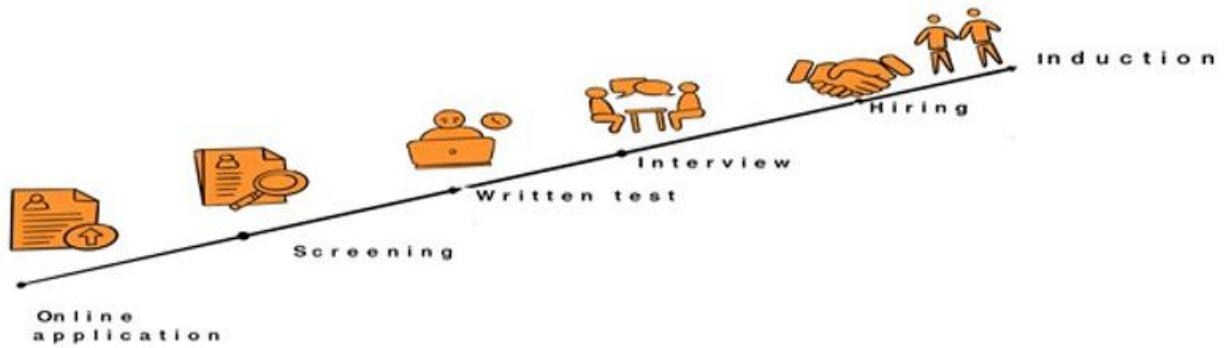 Online
application
Screening
Written test
Interview
Hiring
Induction